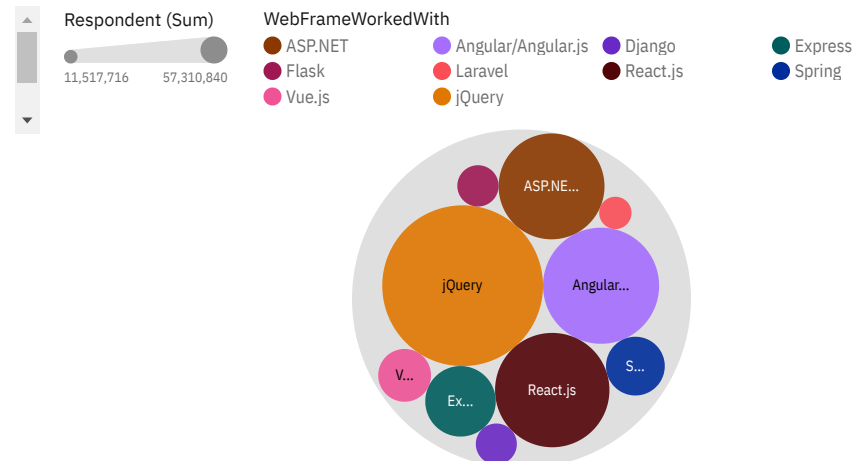 Respondent (Sum)
11,517,716 57,310,840
WebFrameWorkedWith
ASP.NET Angular/Angular.js Django Express
Flask Laravel React.js Spring
Vue.js jQuery
ASP.NE...
jQuery
Angular...
V...
Ex...
React.js
S...